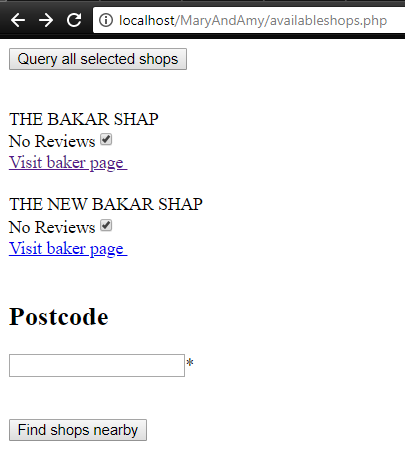 localhost/MaryAndAmy/availableshops.php
Query all selected shops
THE BAKAR SHAP
No Reviews
Visit baker page
THE NEW BAKAR SHAP
No Reviews
Visit baker page
Postcode
*
Find shops nearby